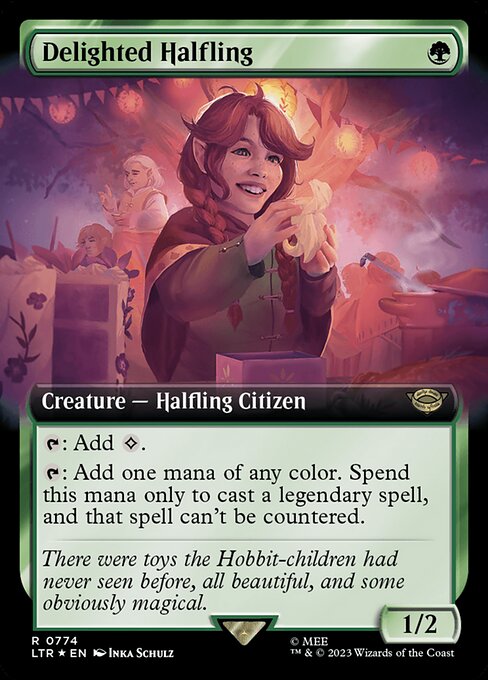 Delighted Halfling
Creature — Halfling Citizen
: Add .
: Add one mana of any color. Spend
this mana only to cast a legendary spell,
and that spell can't be countered.
There were toys the Hobbit-children had
never seen before, all beautiful, and some
obviously magical.
1/2
R 0774
LTR ★ EN Inka Schulz
© MEE
™ & © 2023 Wizards of the Coast